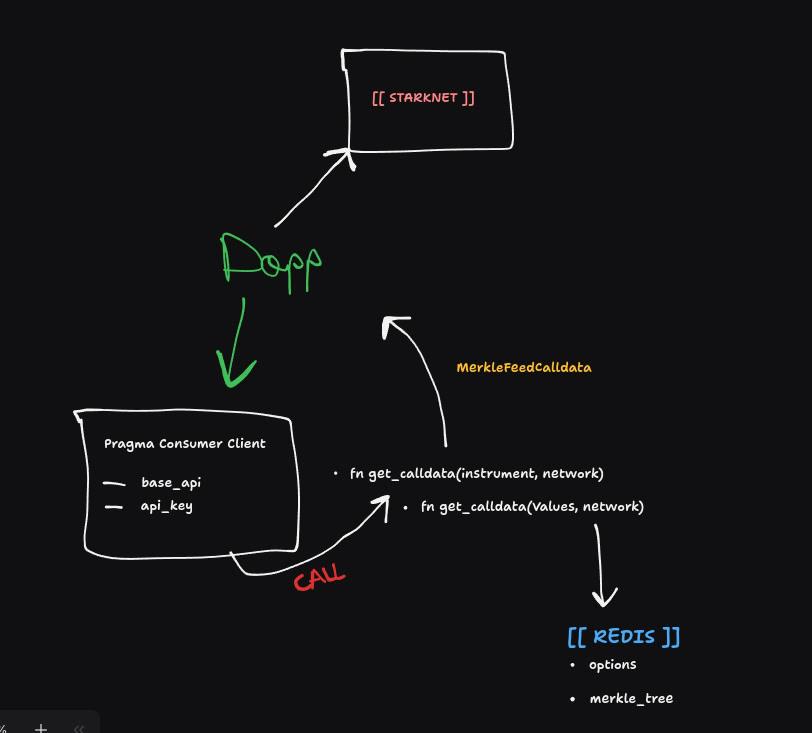 [[ STARKNET ]]
Dapp
MerkleFeedCalldata
Pragma Consumer Client
base_api
api_key
• fn get_calldata(instrument, network)
• fn get_calldata(Values, network)
CALL
[[ REDIS ]]
• options
• merkle_tree
%  +  «